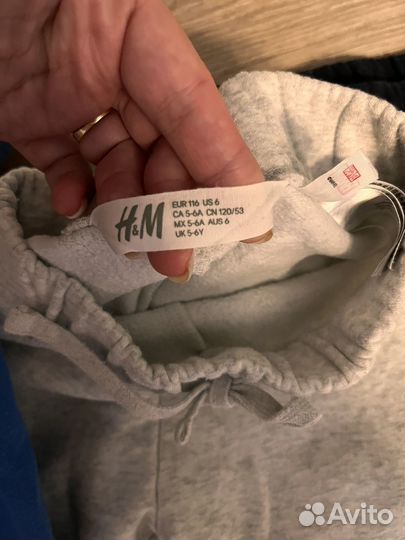 H&M
EUR 116 US 6
CA 5-6A CN 120/53
MX 5-6A AUS 6
UK 5-6Y
Avito